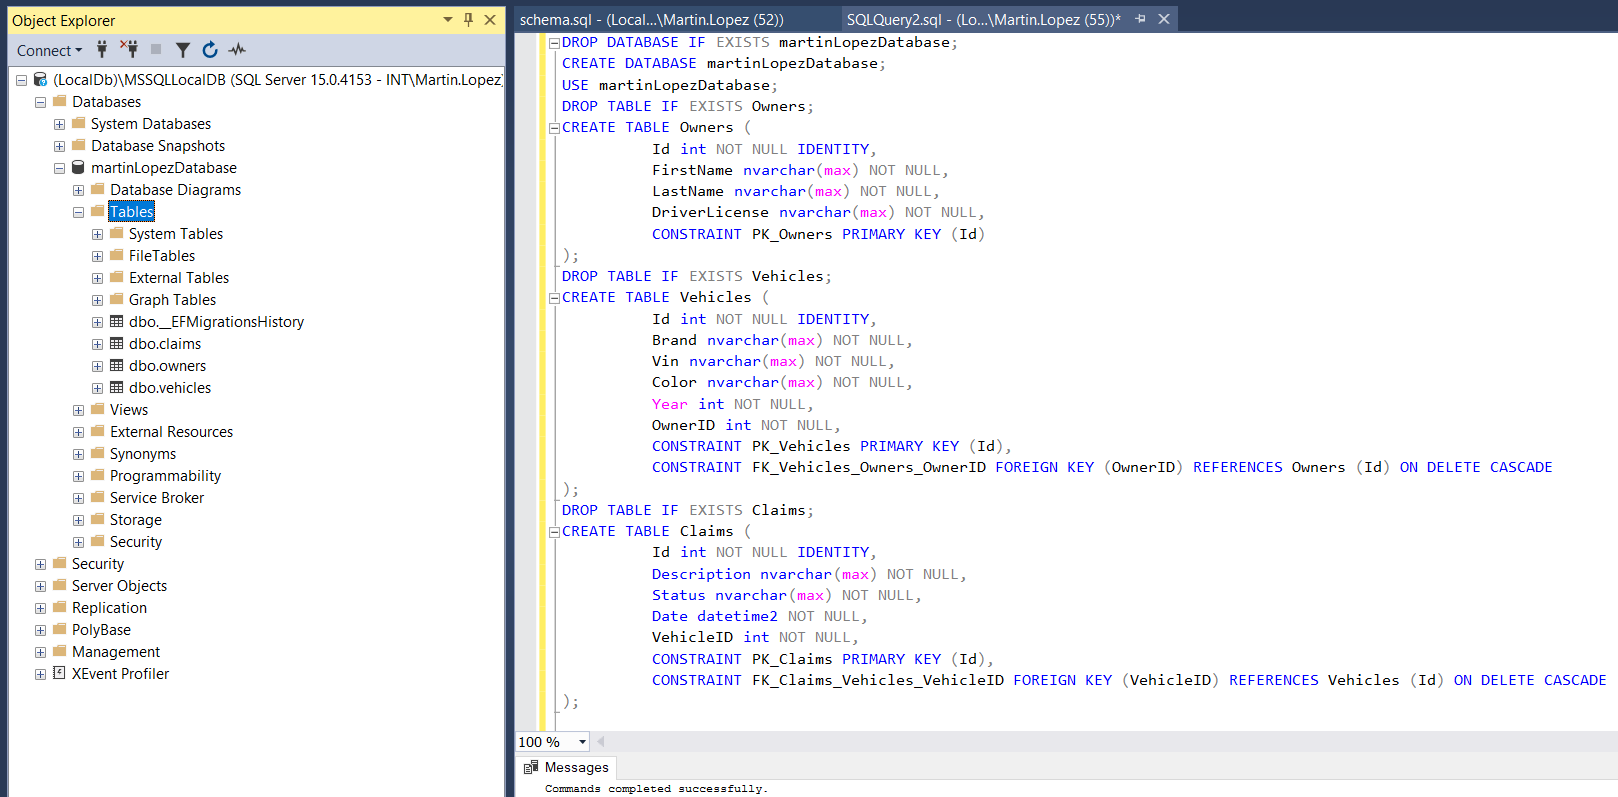 Object Explorer
Connect
(LocalDb)\MSSQLLocalDB (SQL Server 15.0.4153 - INT\Martin.Lopez)
Databases
System Databases
Database Snapshots
martinLopezDatabase
Database Diagrams
Tables
System Tables
FileTables
External Tables
Graph Tables
dbo.__EFMigrationsHistory
dbo.claims
dbo.owners
dbo.vehicles
Views
External Resources
Synonyms
Programmability
Service Broker
Storage
Security
Security
Server Objects
Replication
PolyBase
Management
XEvent Profiler
schema.sql - (Local...\Martin.Lopez (52))
SQLQuery2.sql - (Lo...\Martin.Lopez (55))*
DROP DATABASE IF EXISTS martinLopezDatabase;
CREATE DATABASE martinLopezDatabase;
USE martinLopezDatabase;
DROP TABLE IF EXISTS Owners;
CREATE TABLE Owners (
Id int NOT NULL IDENTITY,
FirstName nvarchar(max) NOT NULL,
LastName nvarchar(max) NOT NULL,
DriverLicense nvarchar(max) NOT NULL,
CONSTRAINT PK_Owners PRIMARY KEY (Id)
);
DROP TABLE IF EXISTS Vehicles;
CREATE TABLE Vehicles (
Id int NOT NULL IDENTITY,
Brand nvarchar(max) NOT NULL,
Vin nvarchar(max) NOT NULL,
Color nvarchar(max) NOT NULL,
Year int NOT NULL,
OwnerID int NOT NULL,
CONSTRAINT PK_Vehicles PRIMARY KEY (Id),
CONSTRAINT FK_Vehicles_Owners_OwnerID FOREIGN KEY (OwnerID) REFERENCES Owners (Id) ON DELETE CASCADE
);
DROP TABLE IF EXISTS Claims;
CREATE TABLE Claims (
Id int NOT NULL IDENTITY,
Description nvarchar(max) NOT NULL,
Status nvarchar(max) NOT NULL,
Date datetime2 NOT NULL,
VehicleID int NOT NULL,
CONSTRAINT PK_Claims PRIMARY KEY (Id),
CONSTRAINT FK_Claims_Vehicles_VehicleID FOREIGN KEY (VehicleID) REFERENCES Vehicles (Id) ON DELETE CASCADE
);
100 %
Messages
Commands completed successfully.